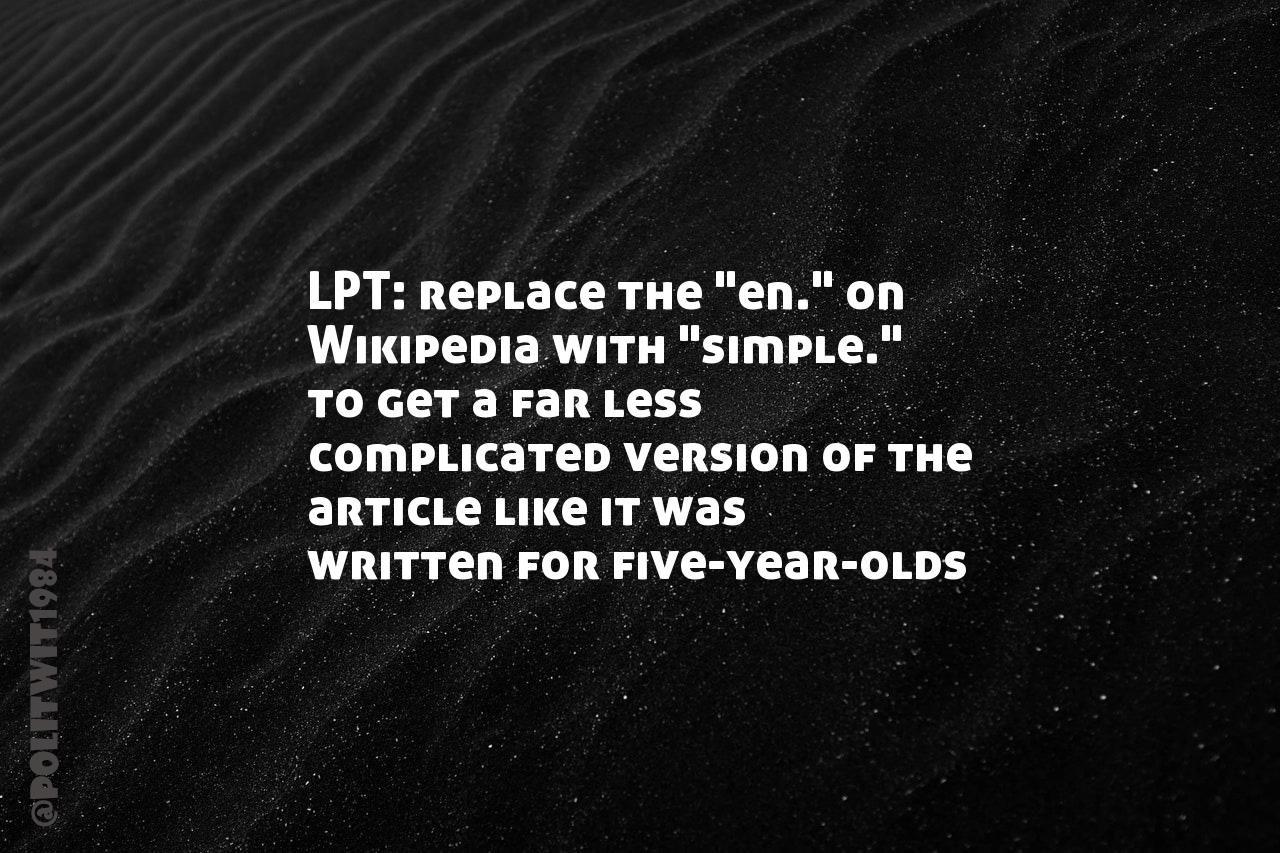 LPT: replace the "en." on
Wikipedia with "simple."
to get a far less
complicated version of the
article like it was
written for five-year-olds
@POLITWIT1984